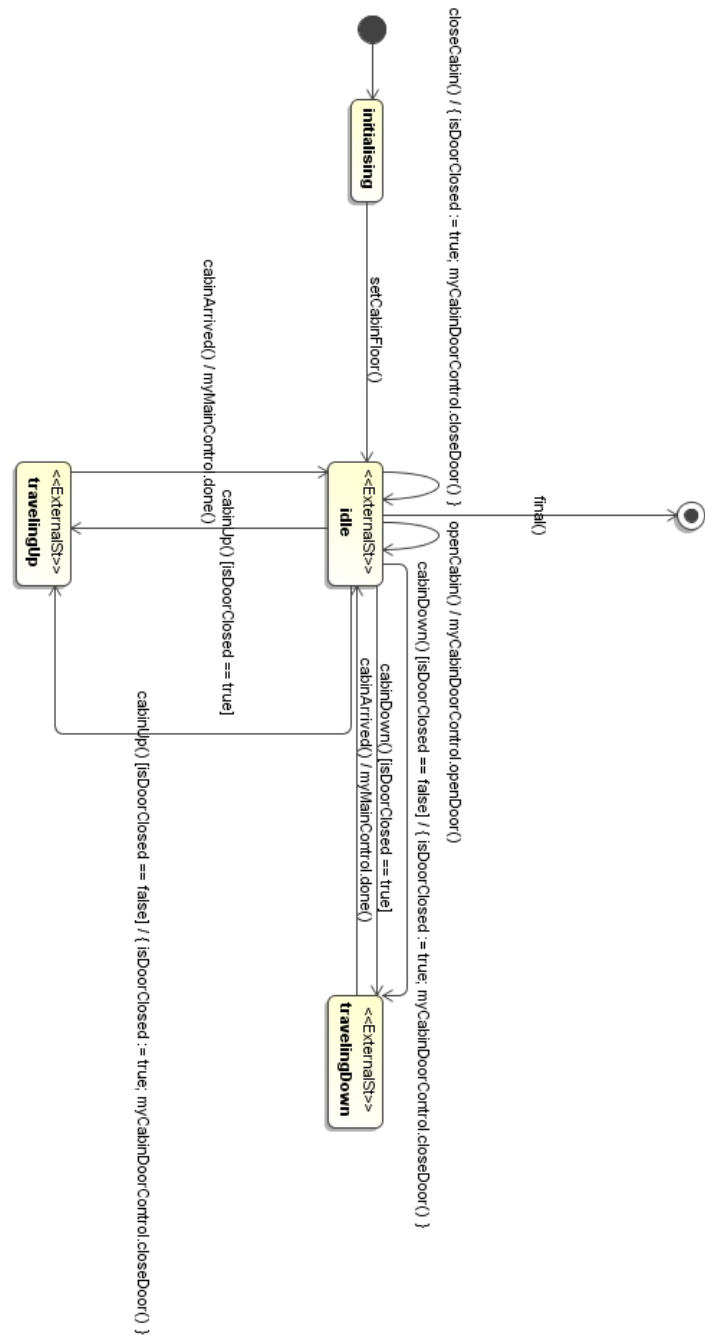 closeCabin() / { isDoorClosed := true; myCabinDoorControl.closeDoor() }
openCabin() / myCabinDoorControl.openDoor()
final()
cabinDown() [isDoorClosed == false] / { isDoorClosed := true; myCabinDoorControl.closeDoor() }
initialising
setCabinFloor()
<<ExternalSt>>
idle
cabinDown() [isDoorClosed == true]
cabinArrived() / myMainControl.done()
<<ExternalSt>>
travelingDown
cabinArrived() / myMainControl.done()
cabinUp() [isDoorClosed == true]
cabinUp() [isDoorClosed == false] / { isDoorClosed := true; myCabinDoorControl.closeDoor() }
<<ExternalSt>>
travelingUp